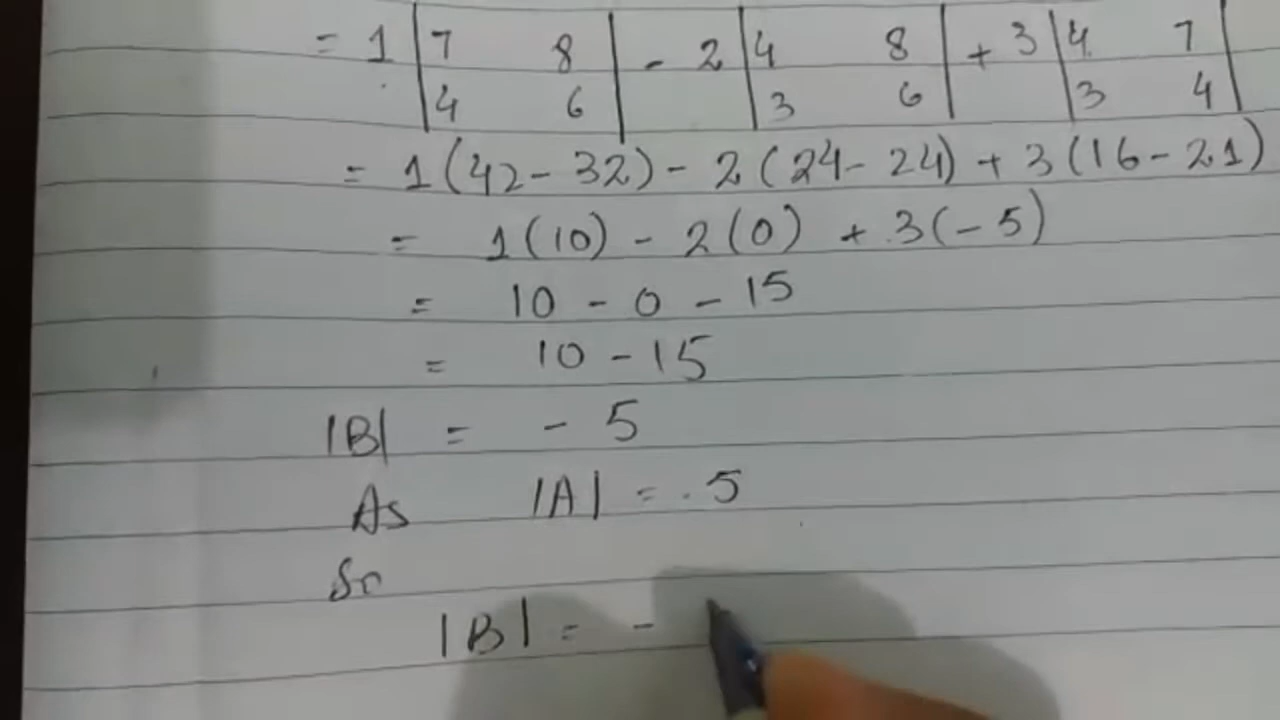 = 1 | 7 8 | - 2 | 4 8 | + 3 | 4 7 |
| 4 6 | | 3 6 | | 3 4 |
= 1 (42 - 32) - 2 (24 - 24) + 3 (16 - 21)
= 1 (10) - 2 (0) + 3 (- 5)
= 10 - 0 - 15
= 10 - 15
|B| = - 5
As |A| = 5
So
|B| = -